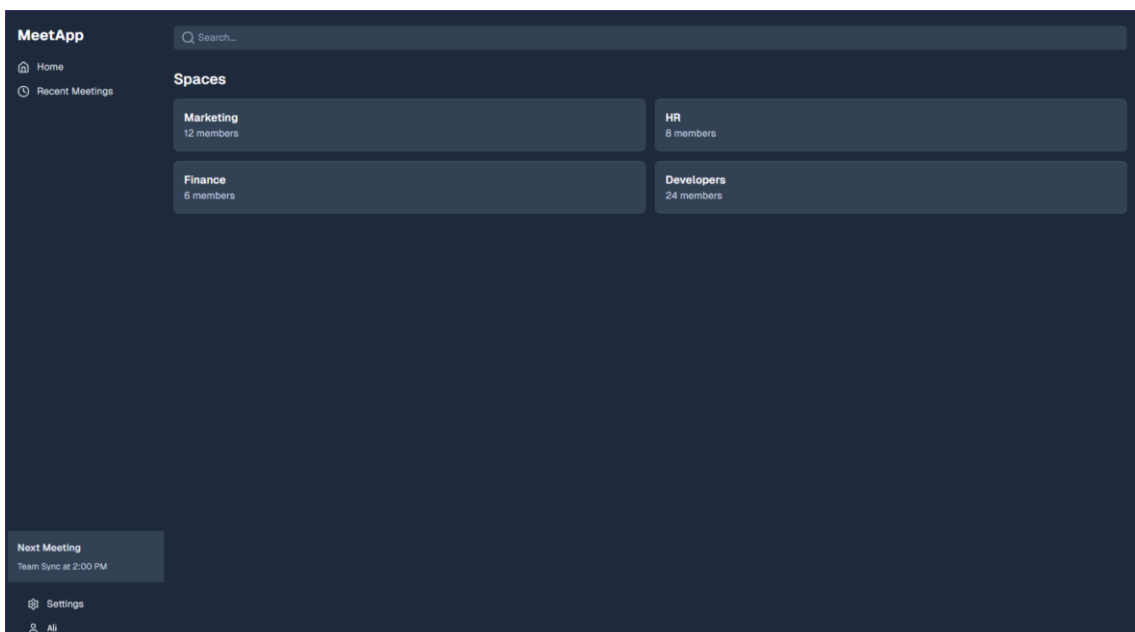 MeetApp
Home
Recent Meetings
Search...
Spaces
Marketing
12 members
HR
8 members
Finance
6 members
Developers
24 members
Next Meeting
Team Sync at 2:00 PM
Settings
Ali